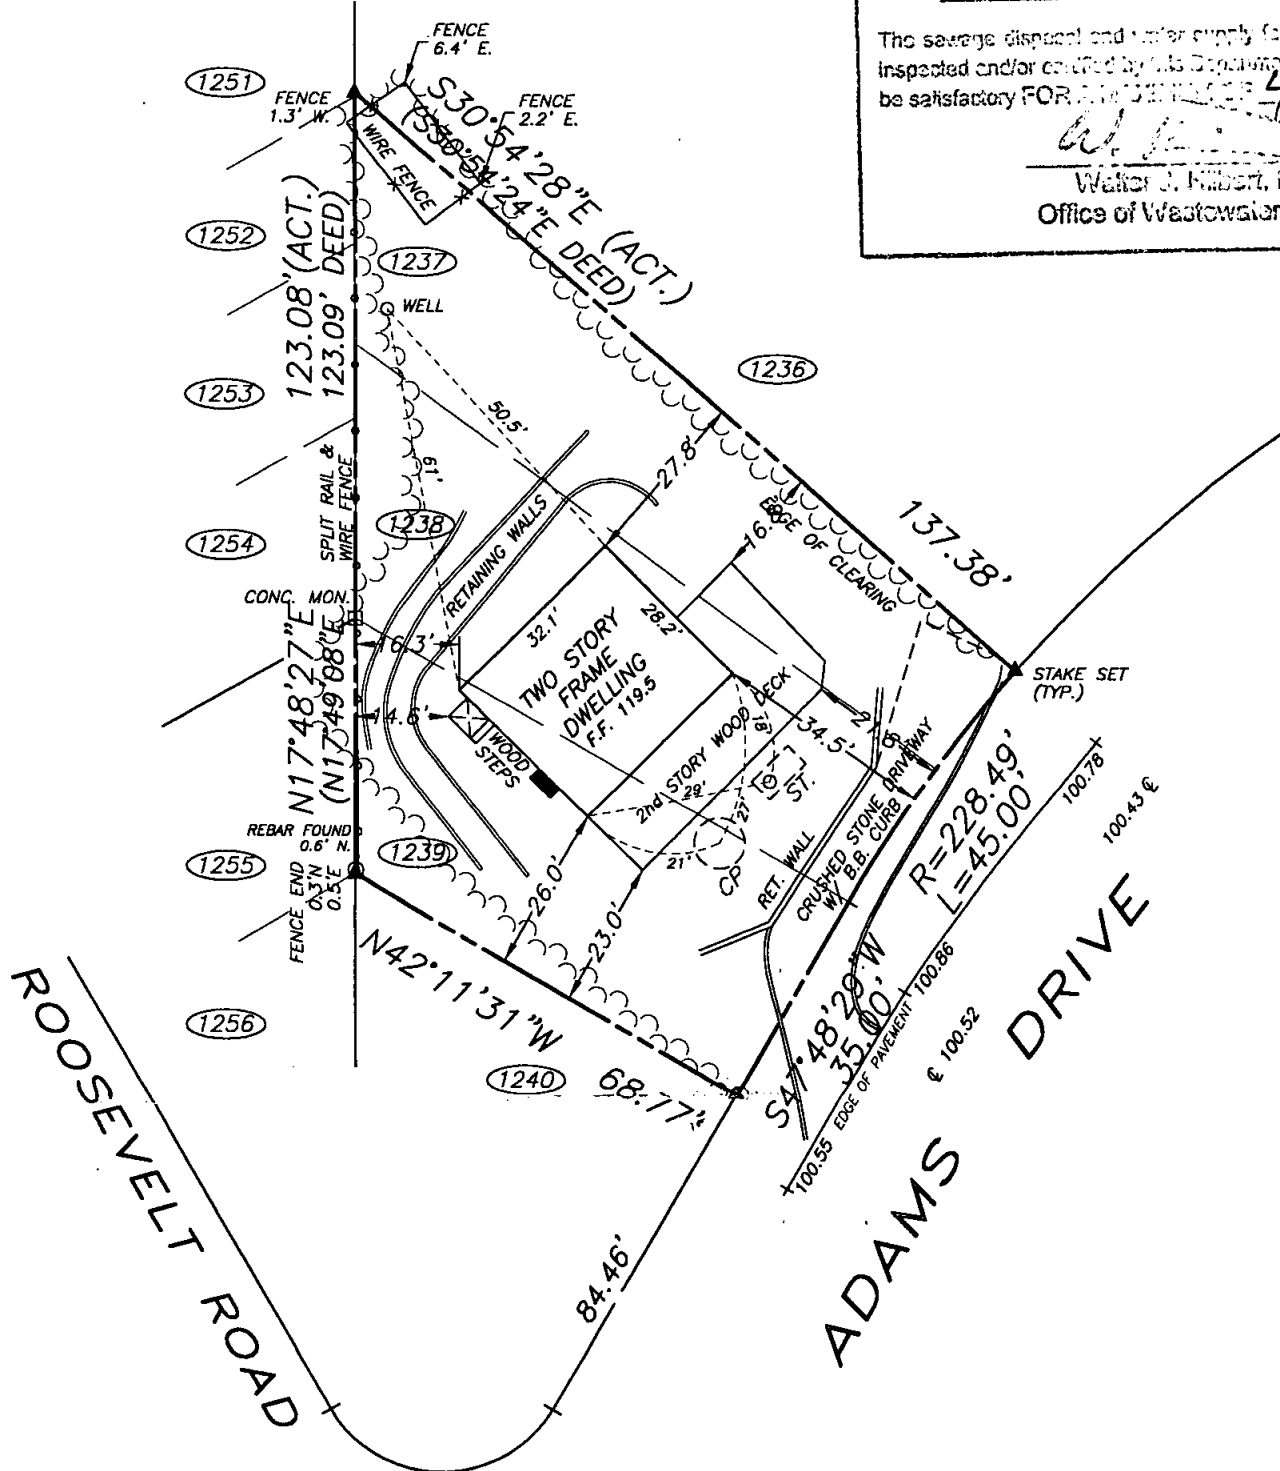 The sewage disposal and water supply
inspected and/or certified by this
be satisfactory FOR
Walter J. Hilbert,
Office of Wastewater
FENCE
6.4' E.
1251
FENCE
1.3' W.
FENCE
2.2' E.
S30°54'28"E (ACT.)
(S30°54'24"E DEED)
WIRE FENCE
1252
123.08' (ACT.)
123.09' DEED)
1237
WELL
1236
1253
50.5'
61'
27.8'
SPLIT RAIL &
WIRE FENCE
1238
RETAINING WALLS
EDGE OF CLEARING
137.38'
1254
CONC. MON.
16.3'
32.1'
28.2'
TWO STORY
FRAME
DWELLING
F.F. 119.5
STAKE SET
(TYP.)
N17°48'27"E
(N17°49'08"E
14.6'
WOOD
STEPS
2nd STORY WOOD DECK
18'
34.5'
29'
27'
21'
ST.
CP
RET. WALL
CRUSHED STONE DRIVEWAY
W/ B.B. CURB
R=228.49'
L=45.00'
100.78
100.43 ℄
REBAR FOUND
0.6' N.
1255
1239
FENCE END
0.3'N
0.5'E
26.0'
23.0'
N42°11'31"W
68.77'
1256
1240
S47°48'29"W
35.00'
100.55 EDGE OF PAVEMENT 100.86
℄ 100.52
84.46'
ROOSEVELT ROAD
ADAMS DRIVE